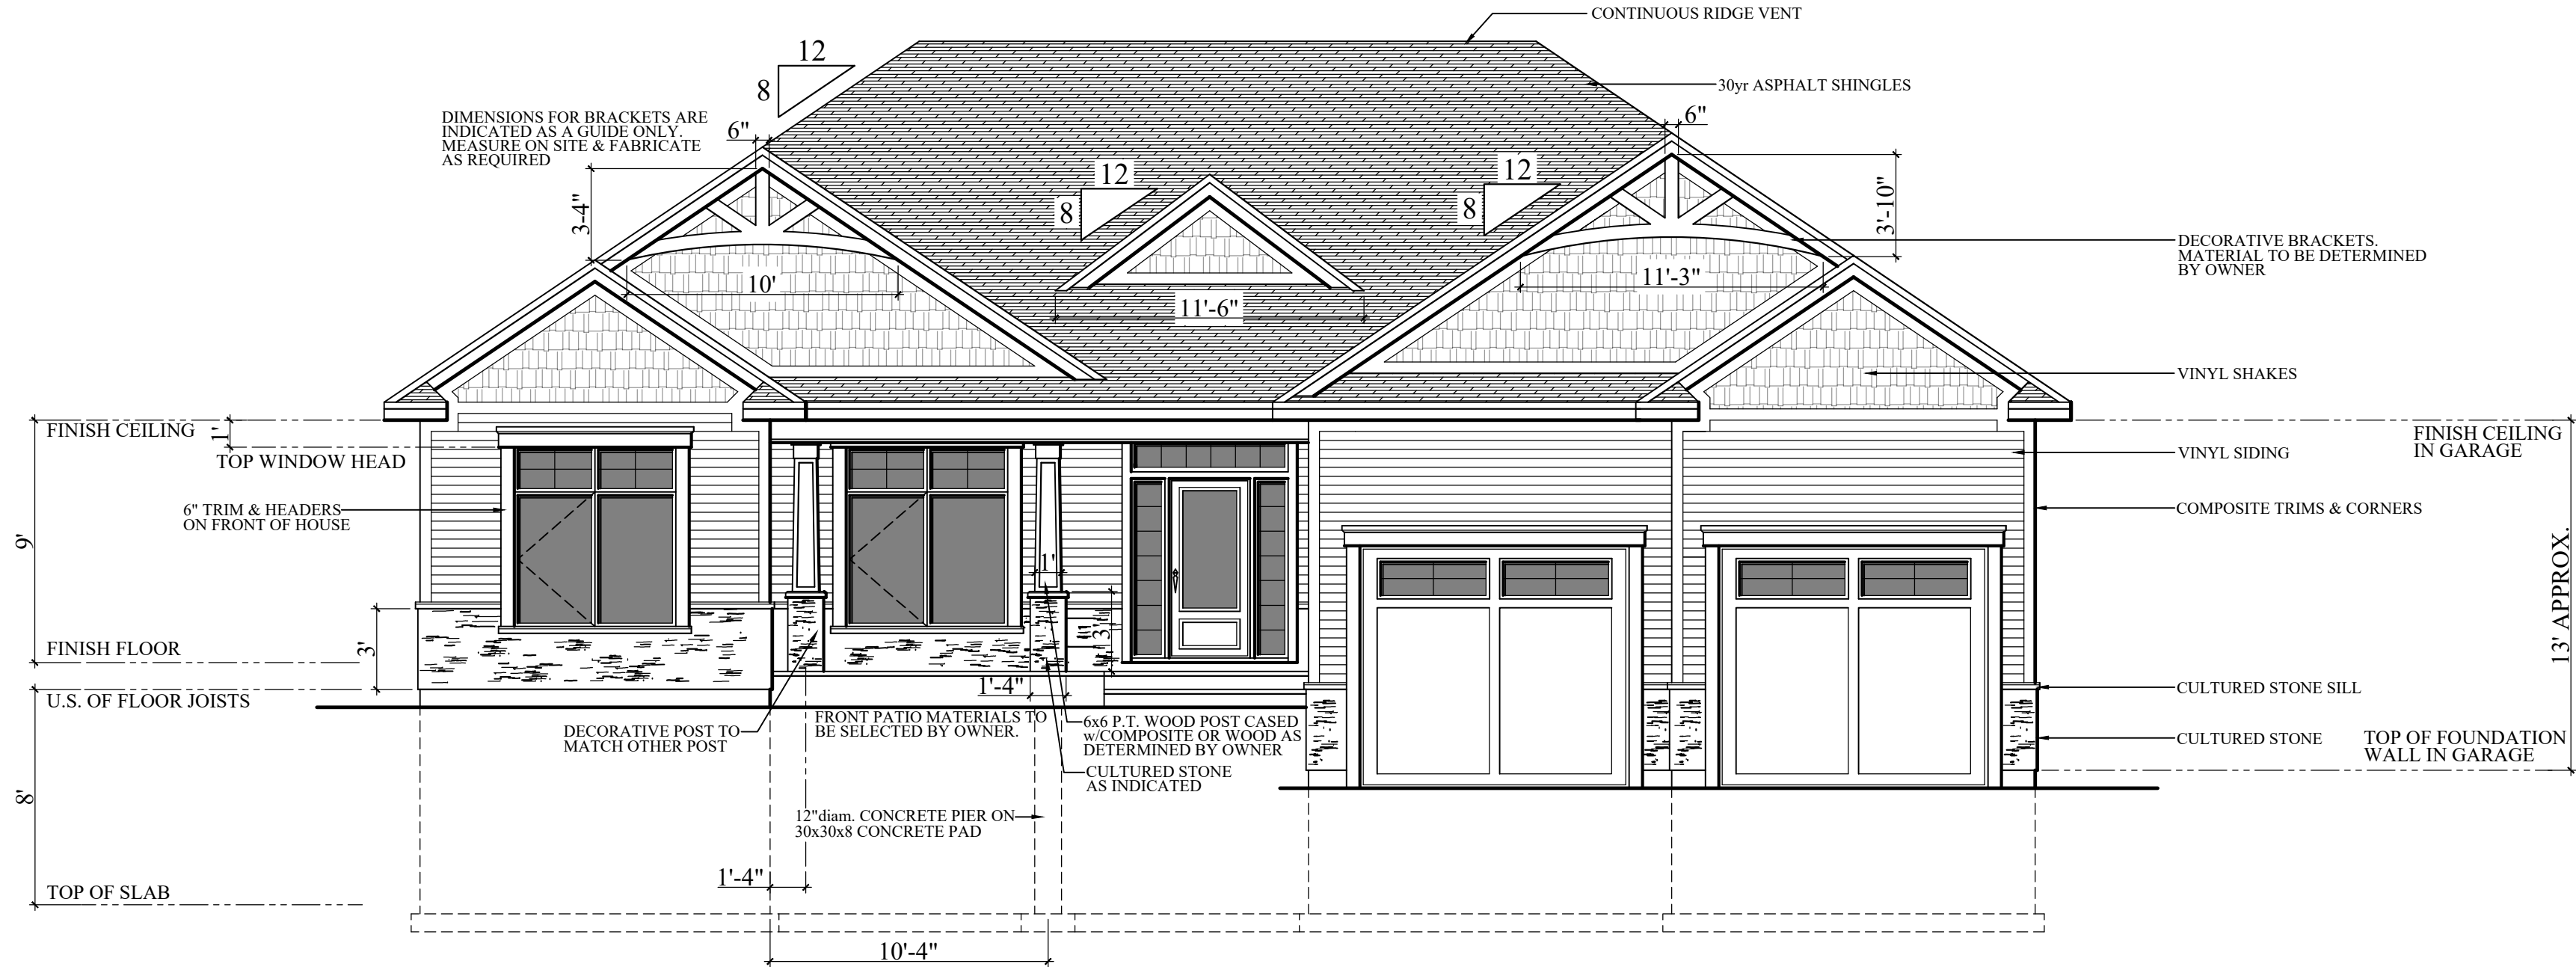 CONTINUOUS RIDGE VENT
12
8
30yr ASPHALT SHINGLES
DIMENSIONS FOR BRACKETS ARE
INDICATED AS A GUIDE ONLY.
MEASURE ON SITE & FABRICATE
AS REQUIRED
6"
6"
12
8
12
8
3-4"
3'-10"
DECORATIVE BRACKETS.
MATERIAL TO BE DETERMINED
BY OWNER
10'
11'-6"
11'-3"
VINYL SHAKES
FINISH CEILING
1'
TOP WINDOW HEAD
FINISH CEILING
IN GARAGE
VINYL SIDING
6" TRIM & HEADERS
ON FRONT OF HOUSE
COMPOSITE TRIMS & CORNERS
9'
13' APPROX.
1'
3'
3'
FINISH FLOOR
U.S. OF FLOOR JOISTS
1'-4"
CULTURED STONE SILL
DECORATIVE POST TO
MATCH OTHER POST
FRONT PATIO MATERIALS TO
BE SELECTED BY OWNER.
6x6 P.T. WOOD POST CASED
w/COMPOSITE OR WOOD AS
DETERMINED BY OWNER
CULTURED STONE
TOP OF FOUNDATION
WALL IN GARAGE
CULTURED STONE
AS INDICATED
8'
12"diam. CONCRETE PIER ON
30x30x8 CONCRETE PAD
1'-4"
TOP OF SLAB
10'-4"